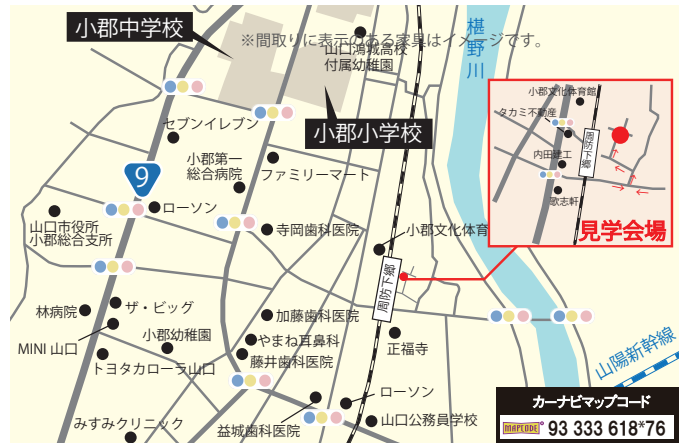 小郡中学校
※間取りに表示のある家具はイメージです。
山口鴻城高校
付属幼稚園
椹野川
小郡小学校
セブンイレブン
小郡第一
総合病院
ファミリーマート
9
ローソン
山口市役所
小郡総合支所
寺岡歯科医院
小郡文化体育
周防下郷
小郡文化体育館
タカミ不動産
周防下郷
内田建工
歌志軒
見学会場
林病院
ザ・ビッグ
MINI 山口
小郡幼稚園
トヨタカローラ山口
加藤歯科医院
やまね耳鼻科
藤井歯科医院
正福寺
山陽新幹線
みすみクリニック
益城歯科医院
ローソン
山口公務員学校
カーナビマップコード
MAPCODE 93 333 618*76